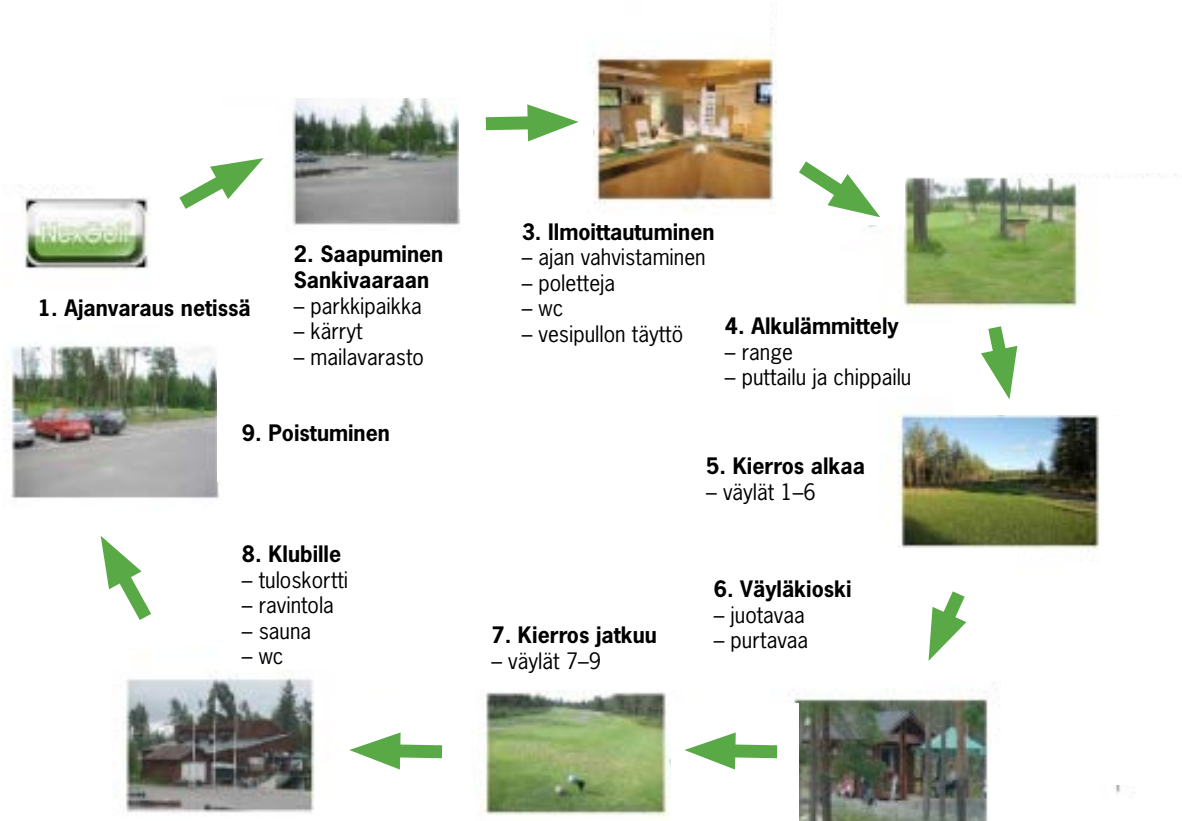 NexGolf
1. Ajanvaraus netissä
2. Saapuminen
Sankivaaraan
– parkkipaikka
– kärryt
– mailavarasto
3. Ilmoittautuminen
– ajan vahvistaminen
– poletteja
– wc
– vesipullon täyttö
4. Alkulämmittely
– range
– puttailu ja chippailu
5. Kierros alkaa
– väylät 1–6
6. Väyläkioski
– juotavaa
– purtavaa
7. Kierros jatkuu
– väylät 7–9
8. Klubille
– tuloskortti
– ravintola
– sauna
– wc
9. Poistuminen